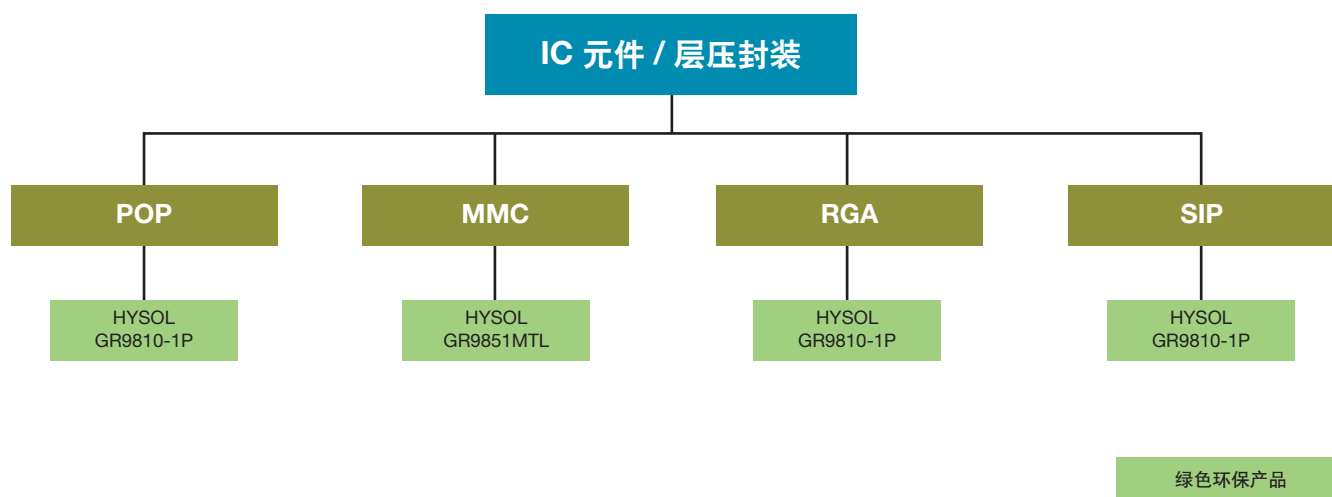 IC 元件 / 层压封装
POP
MMC
RGA
SIP
HYSOL
GR9810-1P
HYSOL
GR9851MTL
HYSOL
GR9810-1P
HYSOL
GR9810-1P
绿色环保产品